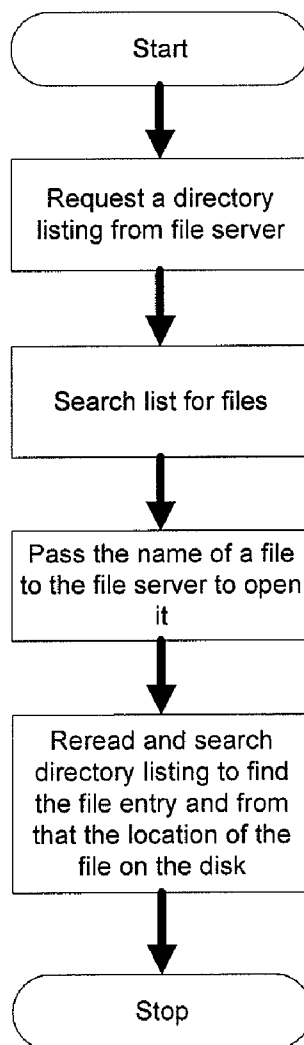 Start
Request a directory
listing from file server
Search list for files
Pass the name of a file
to the file server to open
it
Reread and search
directory listing to find
the file entry and from
that the location of the
file on the disk
Stop